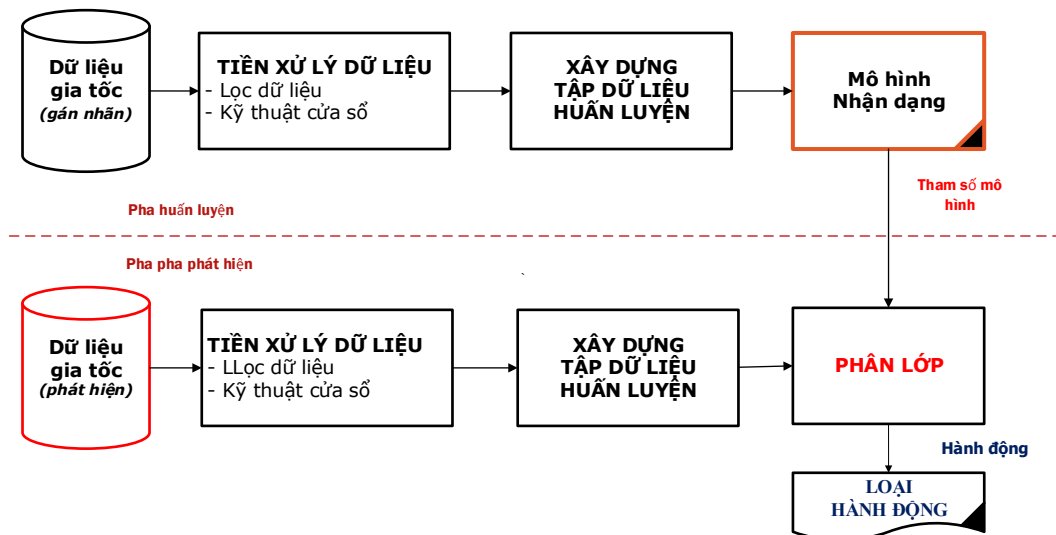 Dữ liệu
gia tốc
(gán nhãn)
TIỀN XỬ LÝ DỮ LIỆU
- Lọc dữ liệu
- Kỹ thuật cửa sổ
XÂY DỰNG
TẬP DỮ LIỆU
HUẤN LUYỆN
Mô hình
Nhận dạng
Tham số mô
hình
Pha huấn luyện
Pha pha phát hiện
Dữ liệu
gia tốc
(phát hiện)
TIỀN XỬ LÝ DỮ LIỆU
- LLọc dữ liệu
- Kỹ thuật cửa sổ
XÂY DỰNG
TẬP DỮ LIỆU
HUẤN LUYỆN
PHÂN LỚP
Hành động
LOẠI
HÀNH ĐỘNG